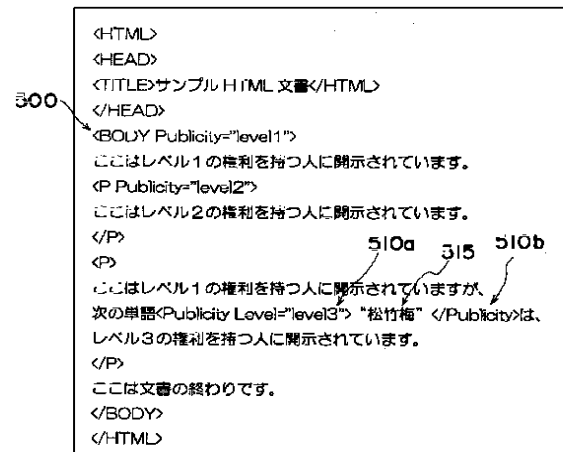 <HTML>
<HEAD>
<TITLE>サンプルHTML文書</HTML>
</HEAD>
500
<BODY Publicity="level1">
ここはレベル1の権利を持つ人に開示されています。
<P Publicity="level2">
ここはレベル2の権利を持つ人に開示されています。
</P>
510a 515 510b
<P>
ここはレベル1の権利を持つ人に開示されていますが、
次の単語<Publicity Level="level3"> “松竹梅” </Publicity>は、
レベル3の権利を持つ人に開示されています。
</P>
ここは文書の終わりです。
</BODY>
</HTML>